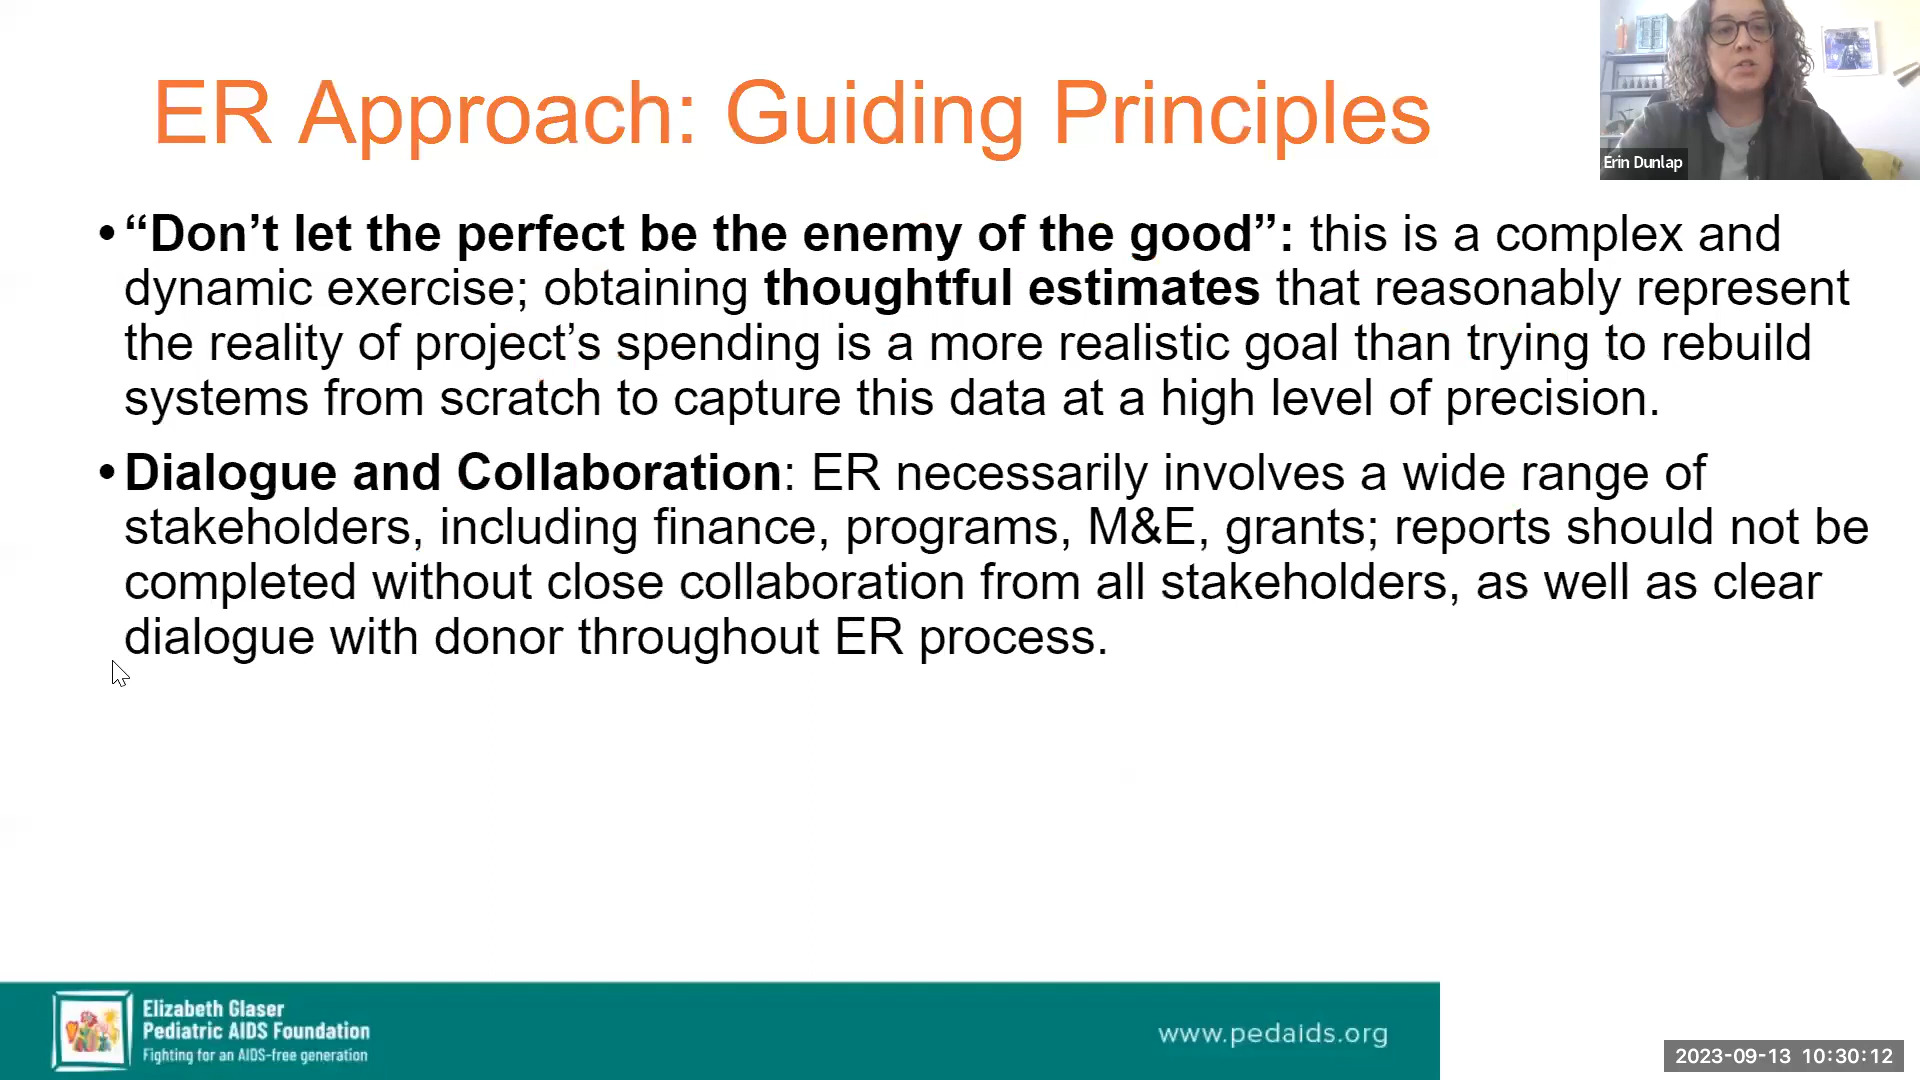 ER Approach: Guiding Principles
Erin Dunlap
•“Don’t let the perfect be the enemy of the good”: this is a complex and
dynamic exercise; obtaining thoughtful estimates that reasonably represent
the reality of project’s spending is a more realistic goal than trying to rebuild
systems from scratch to capture this data at a high level of precision.
•Dialogue and Collaboration: ER necessarily involves a wide range of
stakeholders, including finance, programs, M&E, grants; reports should not be
completed without close collaboration from all stakeholders, as well as clear
dialogue with donor throughout ER process.
Elizabeth Glaser
Pediatric AIDS Foundation
Fighting for an AIDS-free generation
www.pedaids.org
2023-09-13 10:30:12